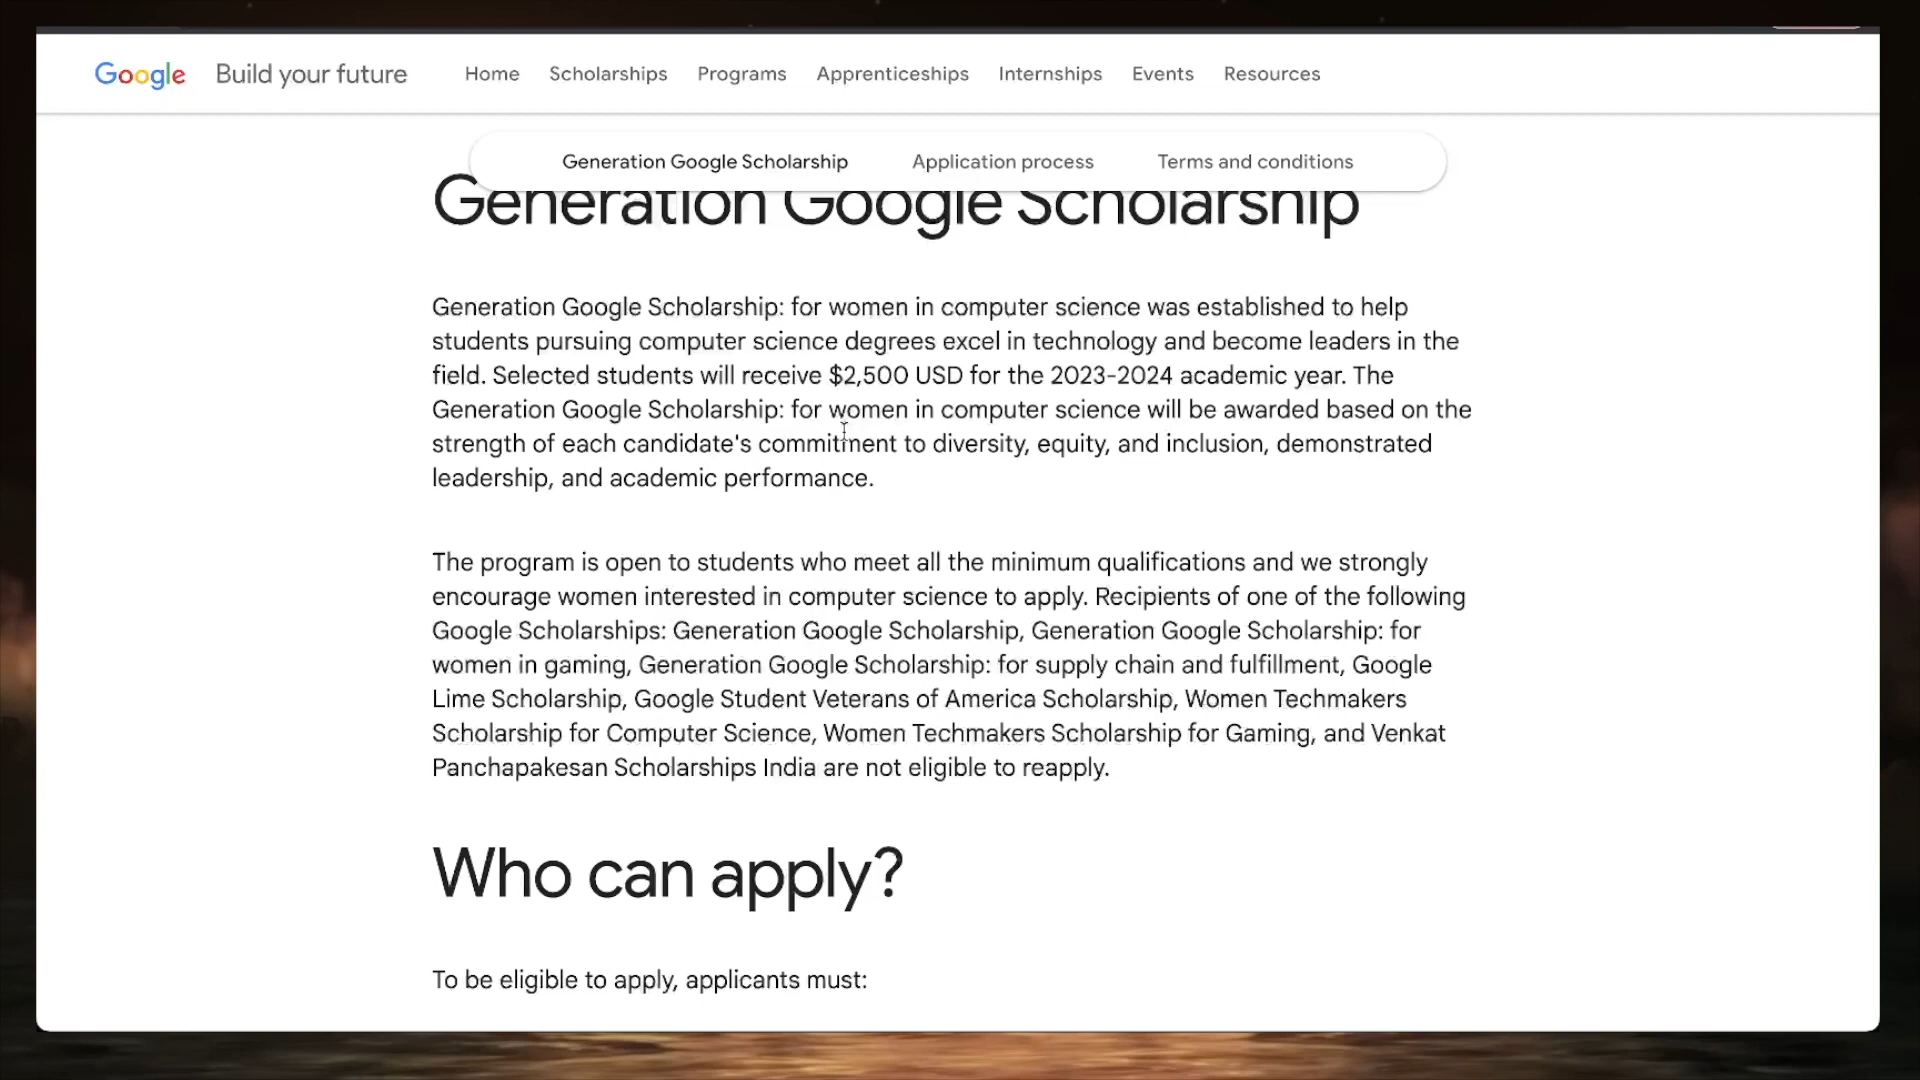 Google Build your future Home Scholarships Programs Apprenticeships Internships Events Resources
Generation Google Scholarship Application process Terms and conditions
Generation Google Scholarship
Generation Google Scholarship: for women in computer science was established to help
students pursuing computer science degrees excel in technology and become leaders in the
field. Selected students will receive $2,500 USD for the 2023-2024 academic year. The
Generation Google Scholarship: for women in computer science will be awarded based on the
strength of each candidate's commitment to diversity, equity, and inclusion, demonstrated
leadership, and academic performance.
The program is open to students who meet all the minimum qualifications and we strongly
encourage women interested in computer science to apply. Recipients of one of the following
Google Scholarships: Generation Google Scholarship, Generation Google Scholarship: for
women in gaming, Generation Google Scholarship: for supply chain and fulfillment, Google
Lime Scholarship, Google Student Veterans of America Scholarship, Women Techmakers
Scholarship for Computer Science, Women Techmakers Scholarship for Gaming, and Venkat
Panchapakesan Scholarships India are not eligible to reapply.
Who can apply?
To be eligible to apply, applicants must: